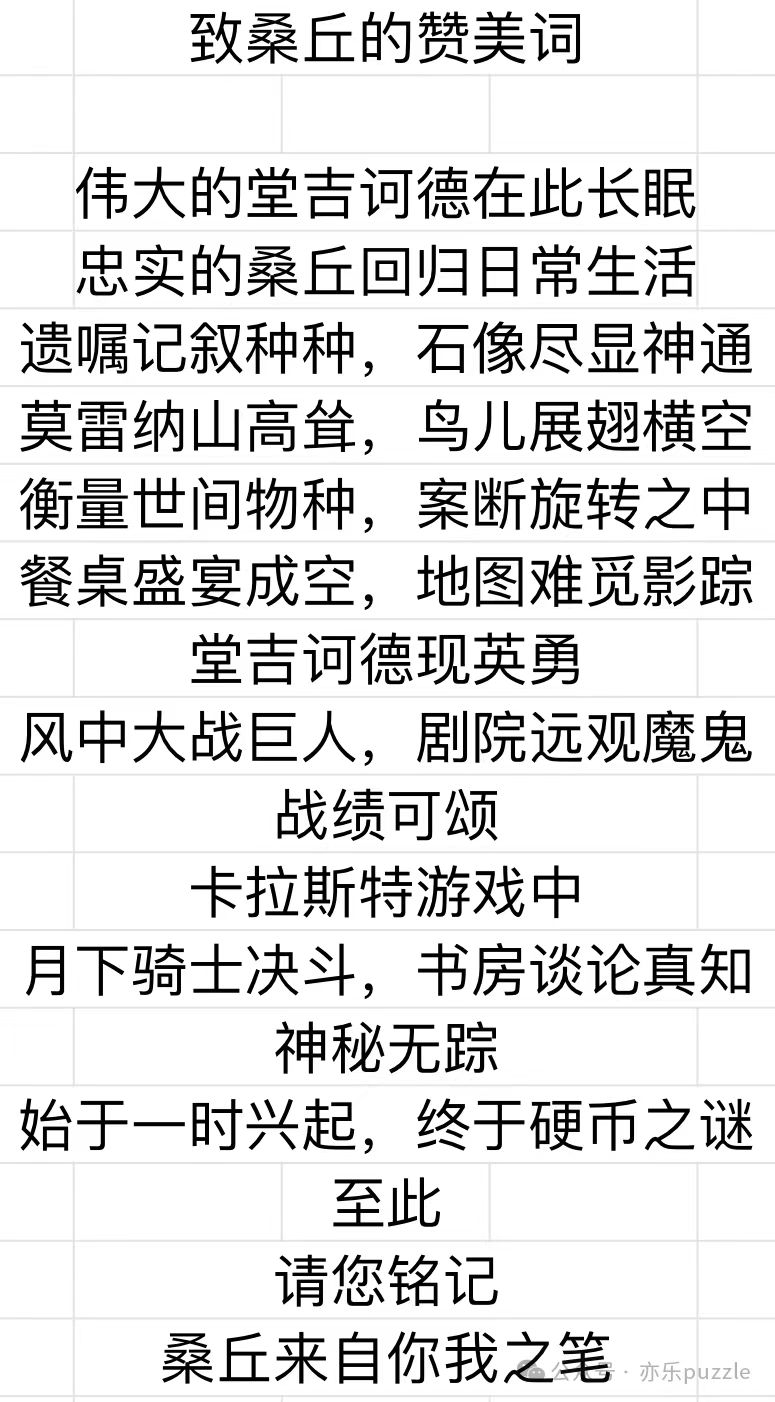 致桑丘的赞美词
伟大的堂吉诃德在此长眠
忠实的桑丘回归日常生活
遗嘱记叙种种，石像尽显神通
莫雷纳山高耸，鸟儿展翅横空
衡量世间物种，案断旋转之中
餐桌盛宴成空，地图难觅影踪
堂吉诃德现英勇
风中大战巨人，剧院远观魔鬼
战绩可颂
卡拉斯特游戏中
月下骑士决斗，书房谈论真知
神秘无踪
始于一时兴起，终于硬币之谜
至此
请您铭记
桑丘来自你我之笔
公众号 · 亦乐puzzle